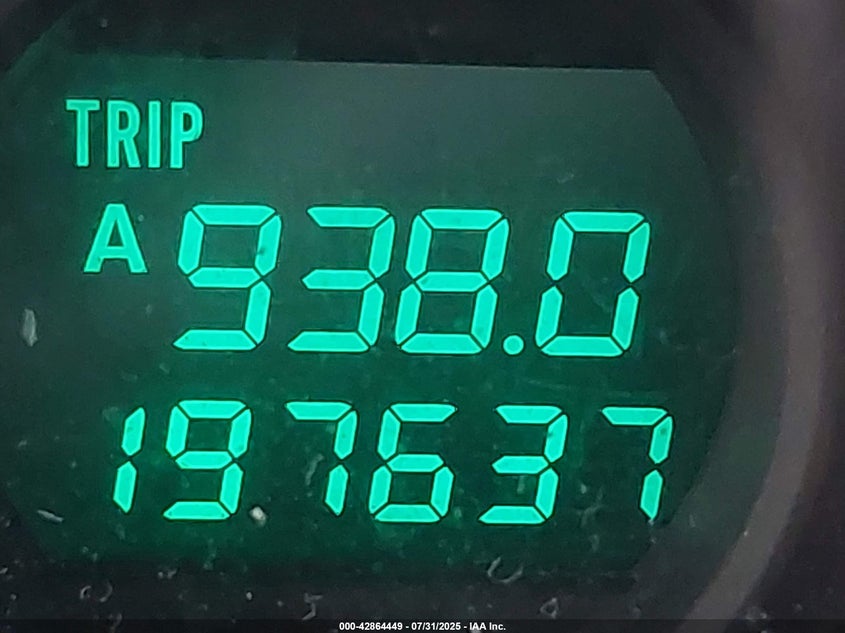 TRIP
A 938.0
197637
000-42864449 - 07/31/2025 - IAA Inc.